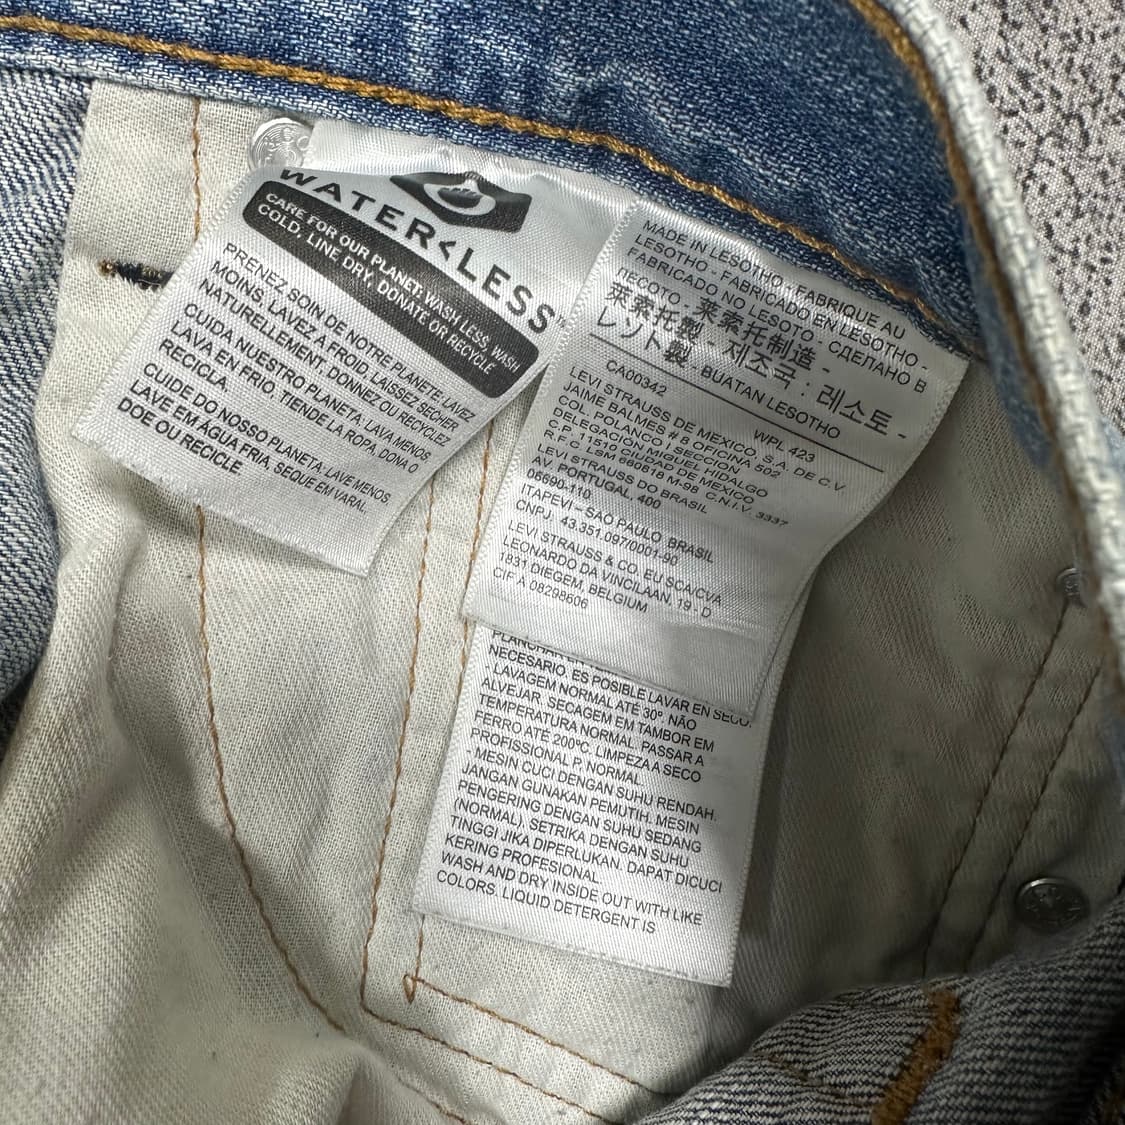 WATER<LESS™
CARE FOR OUR PLANET. WASH LESS, WASH
COLD, LINE DRY, DONATE OR RECYCLE
PRENEZ SOIN DE NOTRE PLANETE: LAVEZ
MOINS, LAVEZ A FROID, LAISSEZ SECHER
NATURELLEMENT, DONNEZ OU RECYCLEZ
CUIDA NUESTRO PLANETA: LAVA MENOS
LAVA EN FRIO, TIENDE LA ROPA, DONA O
RECICLA.
CUIDE DO NOSSO PLANETA: LAVE MENOS
LAVE EM ÁGUA FRIA, SEQUE EM VARAL
DOE OU RECICLE.
MADE IN LESOTHO - FABRIQUE AU
LESOTHO - FABRICADO EN LESOTHO -
FABRICADO NO LESOTO - СДЕЛАНО В
ЛЕСОТО - 莱索托制造 -
萊索托製 - 제조국 : 레소토 -
レソト製 - BUATAN LESOTHO
CA00342 WPL 423
LEVI STRAUSS DE MEXICO, S.A. DE C.V.
JAIME BALMES # 8 OFICINA 502
COL. POLANCO SECCION
DELEGACIÓN MIGUEL HIDALGO
C.P. 11510 CIUDAD DE MEXICO
R.F.C. LSM 680818 M-98 C.N.I.V. 3337
LEVI STRAUSS DO BRASIL
AV. PORTUGAL, 400
06690-110
ITAPEVI – SAO PAULO BRASIL
CNPJ. 43.351.097/0001-90
LEVI STRAUSS & CO. EU SCA/CVA
LEONARDO DA VINCILAAN, 19 - D
1831 DIEGEM, BELGIUM
CIF A 08298606
NECESARIO. ES POSIBLE LAVAR EN SECO.
- LAVAGEM NORMAL ATÉ 30º. NÃO
ALVEJAR. SECAGEM EM TAMBOR EM
TEMPERATURA NORMAL. PASSAR A
FERRO ATÉ 200ºC. LIMPEZA A SECO
PROFISSIONAL P. NORMAL.
- MESIN CUCI DENGAN SUHU RENDAH.
JANGAN GUNAKAN PEMUTIH. MESIN
PENGERING DENGAN SUHU SEDANG
(NORMAL). SETRIKA DENGAN SUHU
TINGGI JIKA DIPERLUKAN. DAPAT DICUCI
KERING PROFESIONAL.
WASH AND DRY INSIDE OUT WITH LIKE
COLORS. LIQUID DETERGENT IS